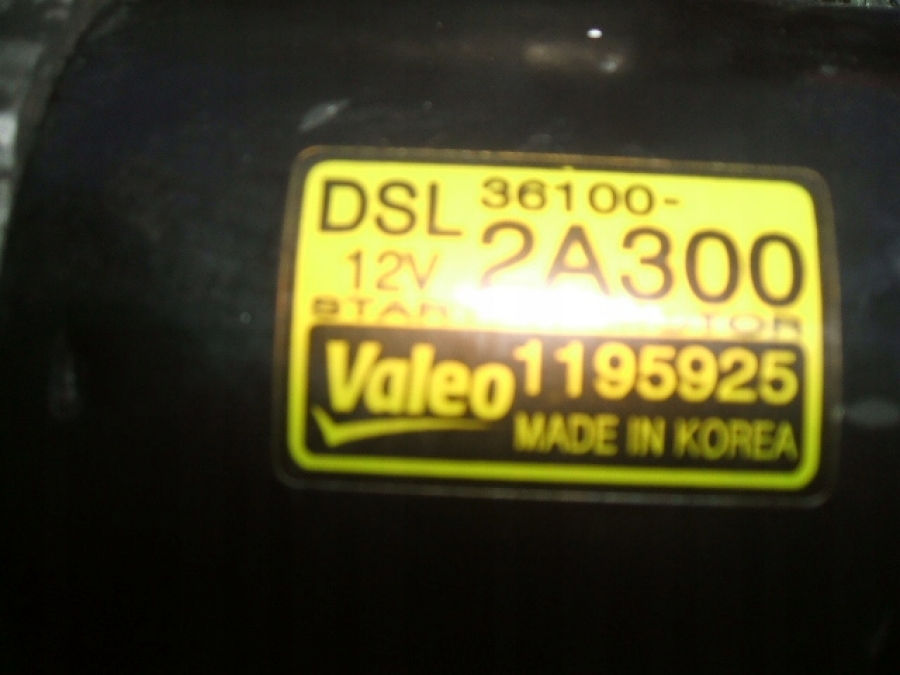 DSL 36100-
12V 2A300
Valeo 1195925
MADE IN KOREA